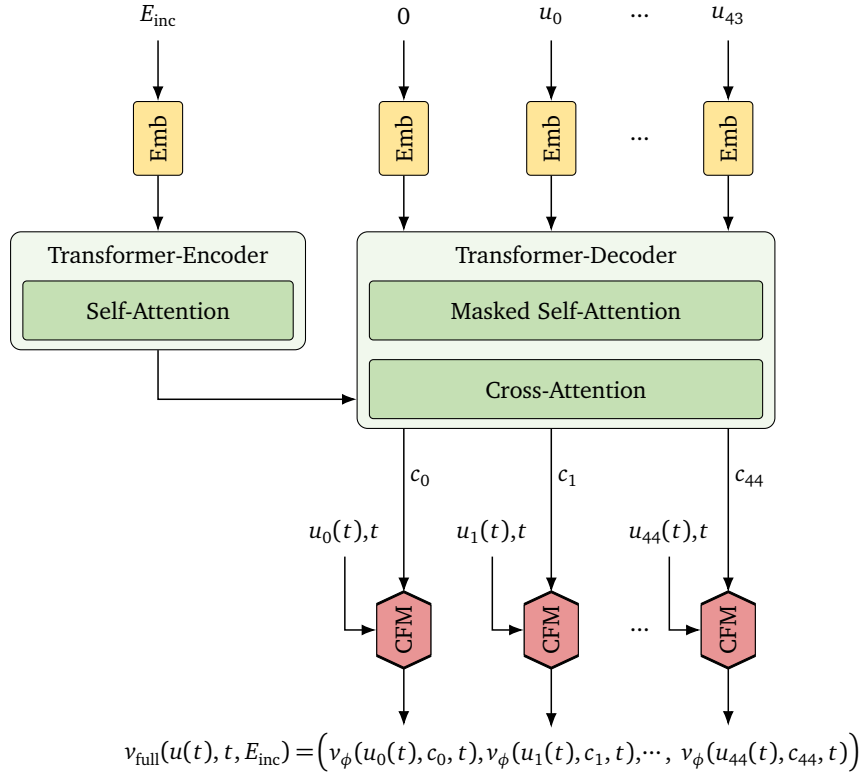 E_inc 0 u_0 ... u_43
Emb Emb Emb ... Emb
Transformer-Encoder Transformer-Decoder
Self-Attention Masked Self-Attention
Cross-Attention
c_0 c_1 c_44
u_0(t),t u_1(t),t u_44(t),t
CFM CFM ... CFM
v_full(u(t), t, E_inc) = (v_ϕ(u_0(t), c_0, t), v_ϕ(u_1(t), c_1, t), ⋯, v_ϕ(u_44(t), c_44, t))